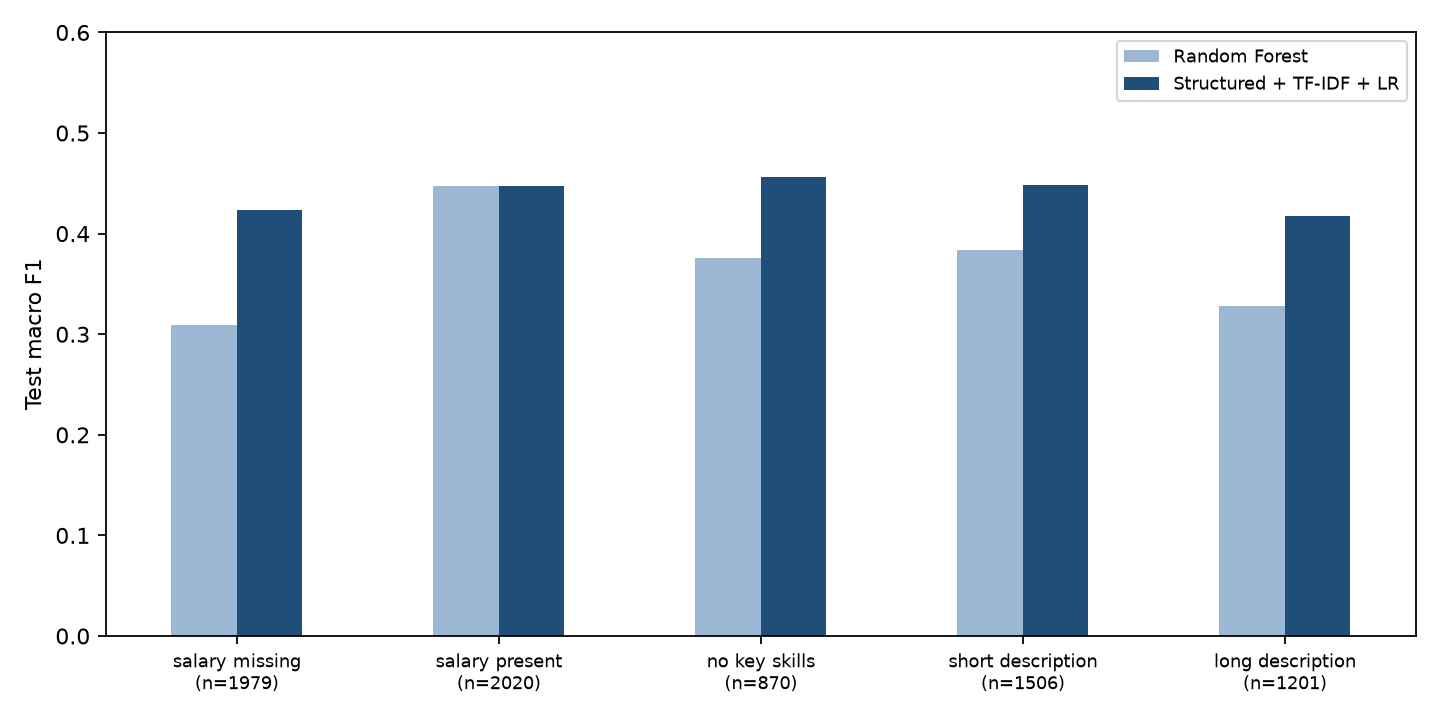 Random Forest
Structured + TF-IDF + LR
Test macro F1
0.6
0.5
0.4
0.3
0.2
0.1
0.0
salary missing
(n=1979)
salary present
(n=2020)
no key skills
(n=870)
short description
(n=1506)
long description
(n=1201)